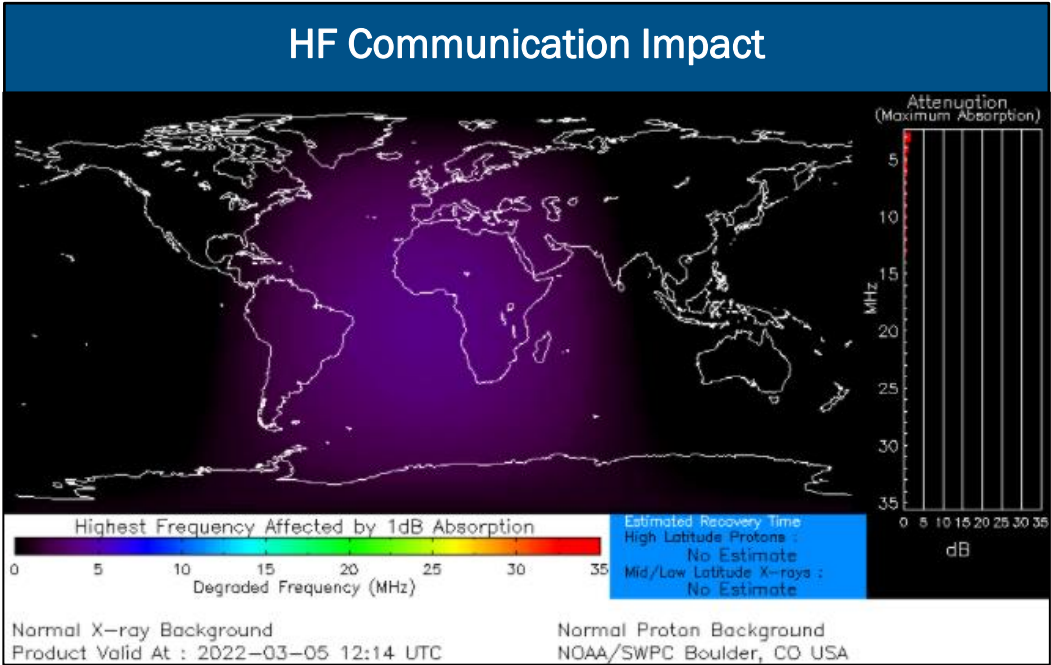 HF Communication Impact
Attenuation
(Maximum Absorption)
5
10
15
20
25
30
35
MHz
0 5 10 15 20 25 30 35
dB
Highest Frequency Affected by 1dB Absorption
0 5 10 15 20 25 30 35
Degraded Frequency (MHz)
Estimated Recovery Time
High Latitude Protons :
No Estimate
Mid/Low Latitude X-rays :
No Estimate
Normal X-ray Background
Product Valid At : 2022-03-05 12:14 UTC
Normal Proton Background
NOAA/SWPC Boulder, CO USA